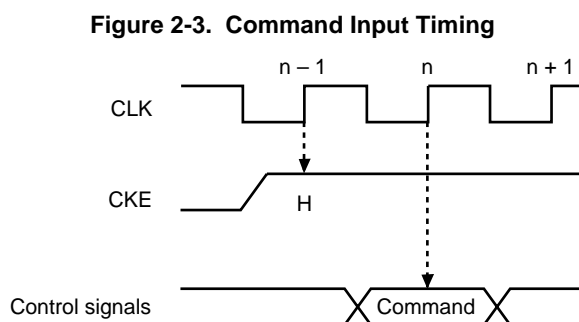 Figure 2-3. Command Input Timing
n – 1 n n + 1
CLK
CKE
H
Control signals Command